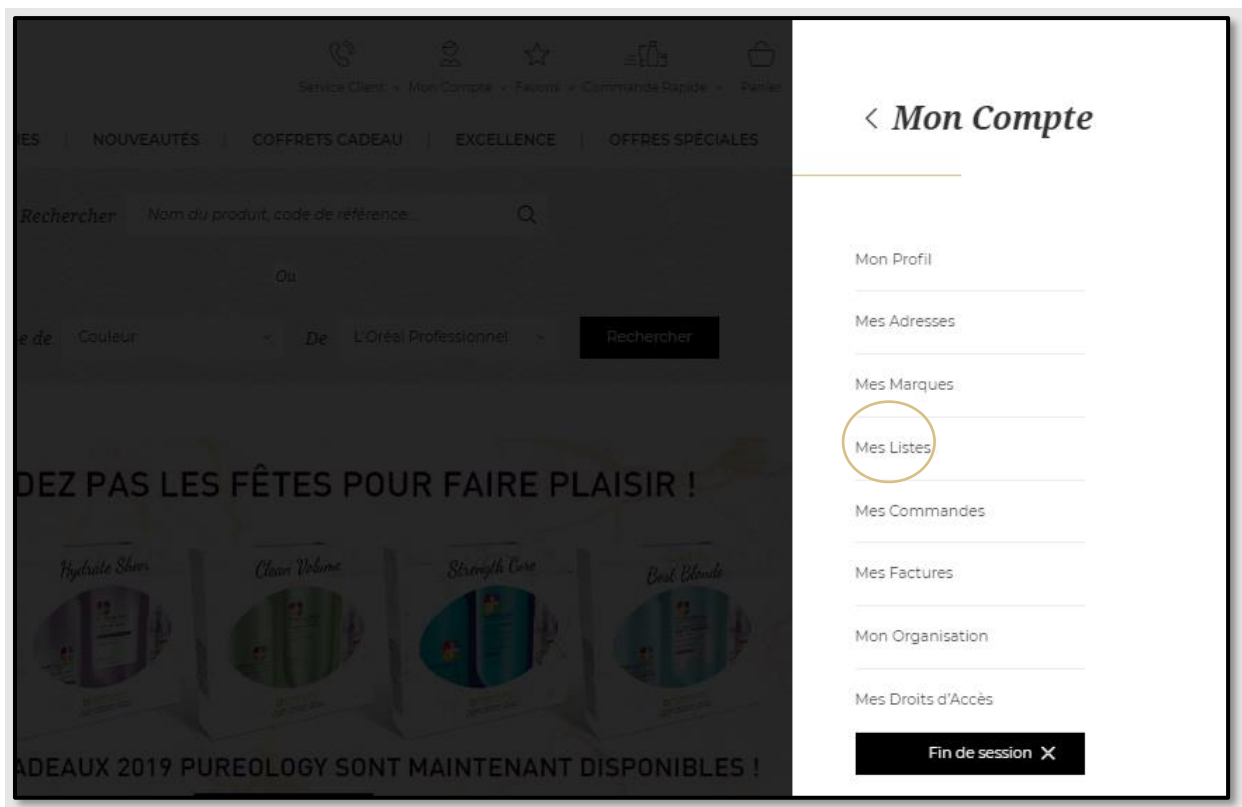 Service Client
Mon Compte
Favoris
Commande Rapide
Panier
IES
NOUVEAUTÉS
COFFRETS CADEAU
EXCELLENCE
OFFRES SPÉCIALES
Rechercher
Nom du produit, code de référence...
Ou
e de
Couleur
De
L'Oréal Professionnel
Rechercher
DEZ PAS LES FÊTES POUR FAIRE PLAISIR !
Hydrate Sheer
Clean Volume
Strength Cure
Best Blonde
ADEAUX 2019 PUREOLOGY SONT MAINTENANT DISPONIBLES !
< Mon Compte
Mon Profil
Mes Adresses
Mes Marques
Mes Listes
Mes Commandes
Mes Factures
Mon Organisation
Mes Droits d'Accès
Fin de session X